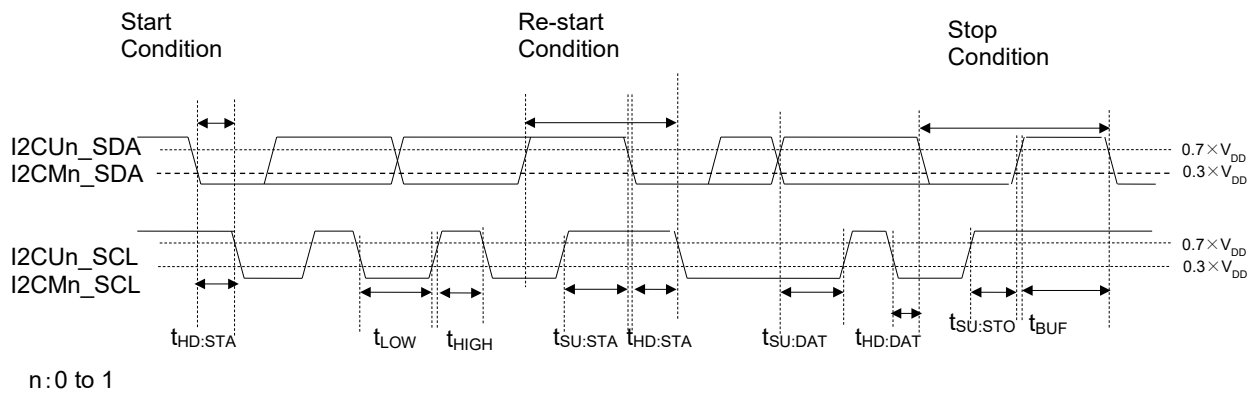 Start
Condition
Re-start
Condition
Stop
Condition
I2CUn_SDA
I2CMn_SDA
0.7×VDD
0.3×VDD
I2CUn_SCL
I2CMn_SCL
0.7×VDD
0.3×VDD
tHD:STA
tLOW
tHIGH
tSU:STA
tHD:STA
tSU:DAT
tHD:DAT
tSU:STO
tBUF
n:0 to 1